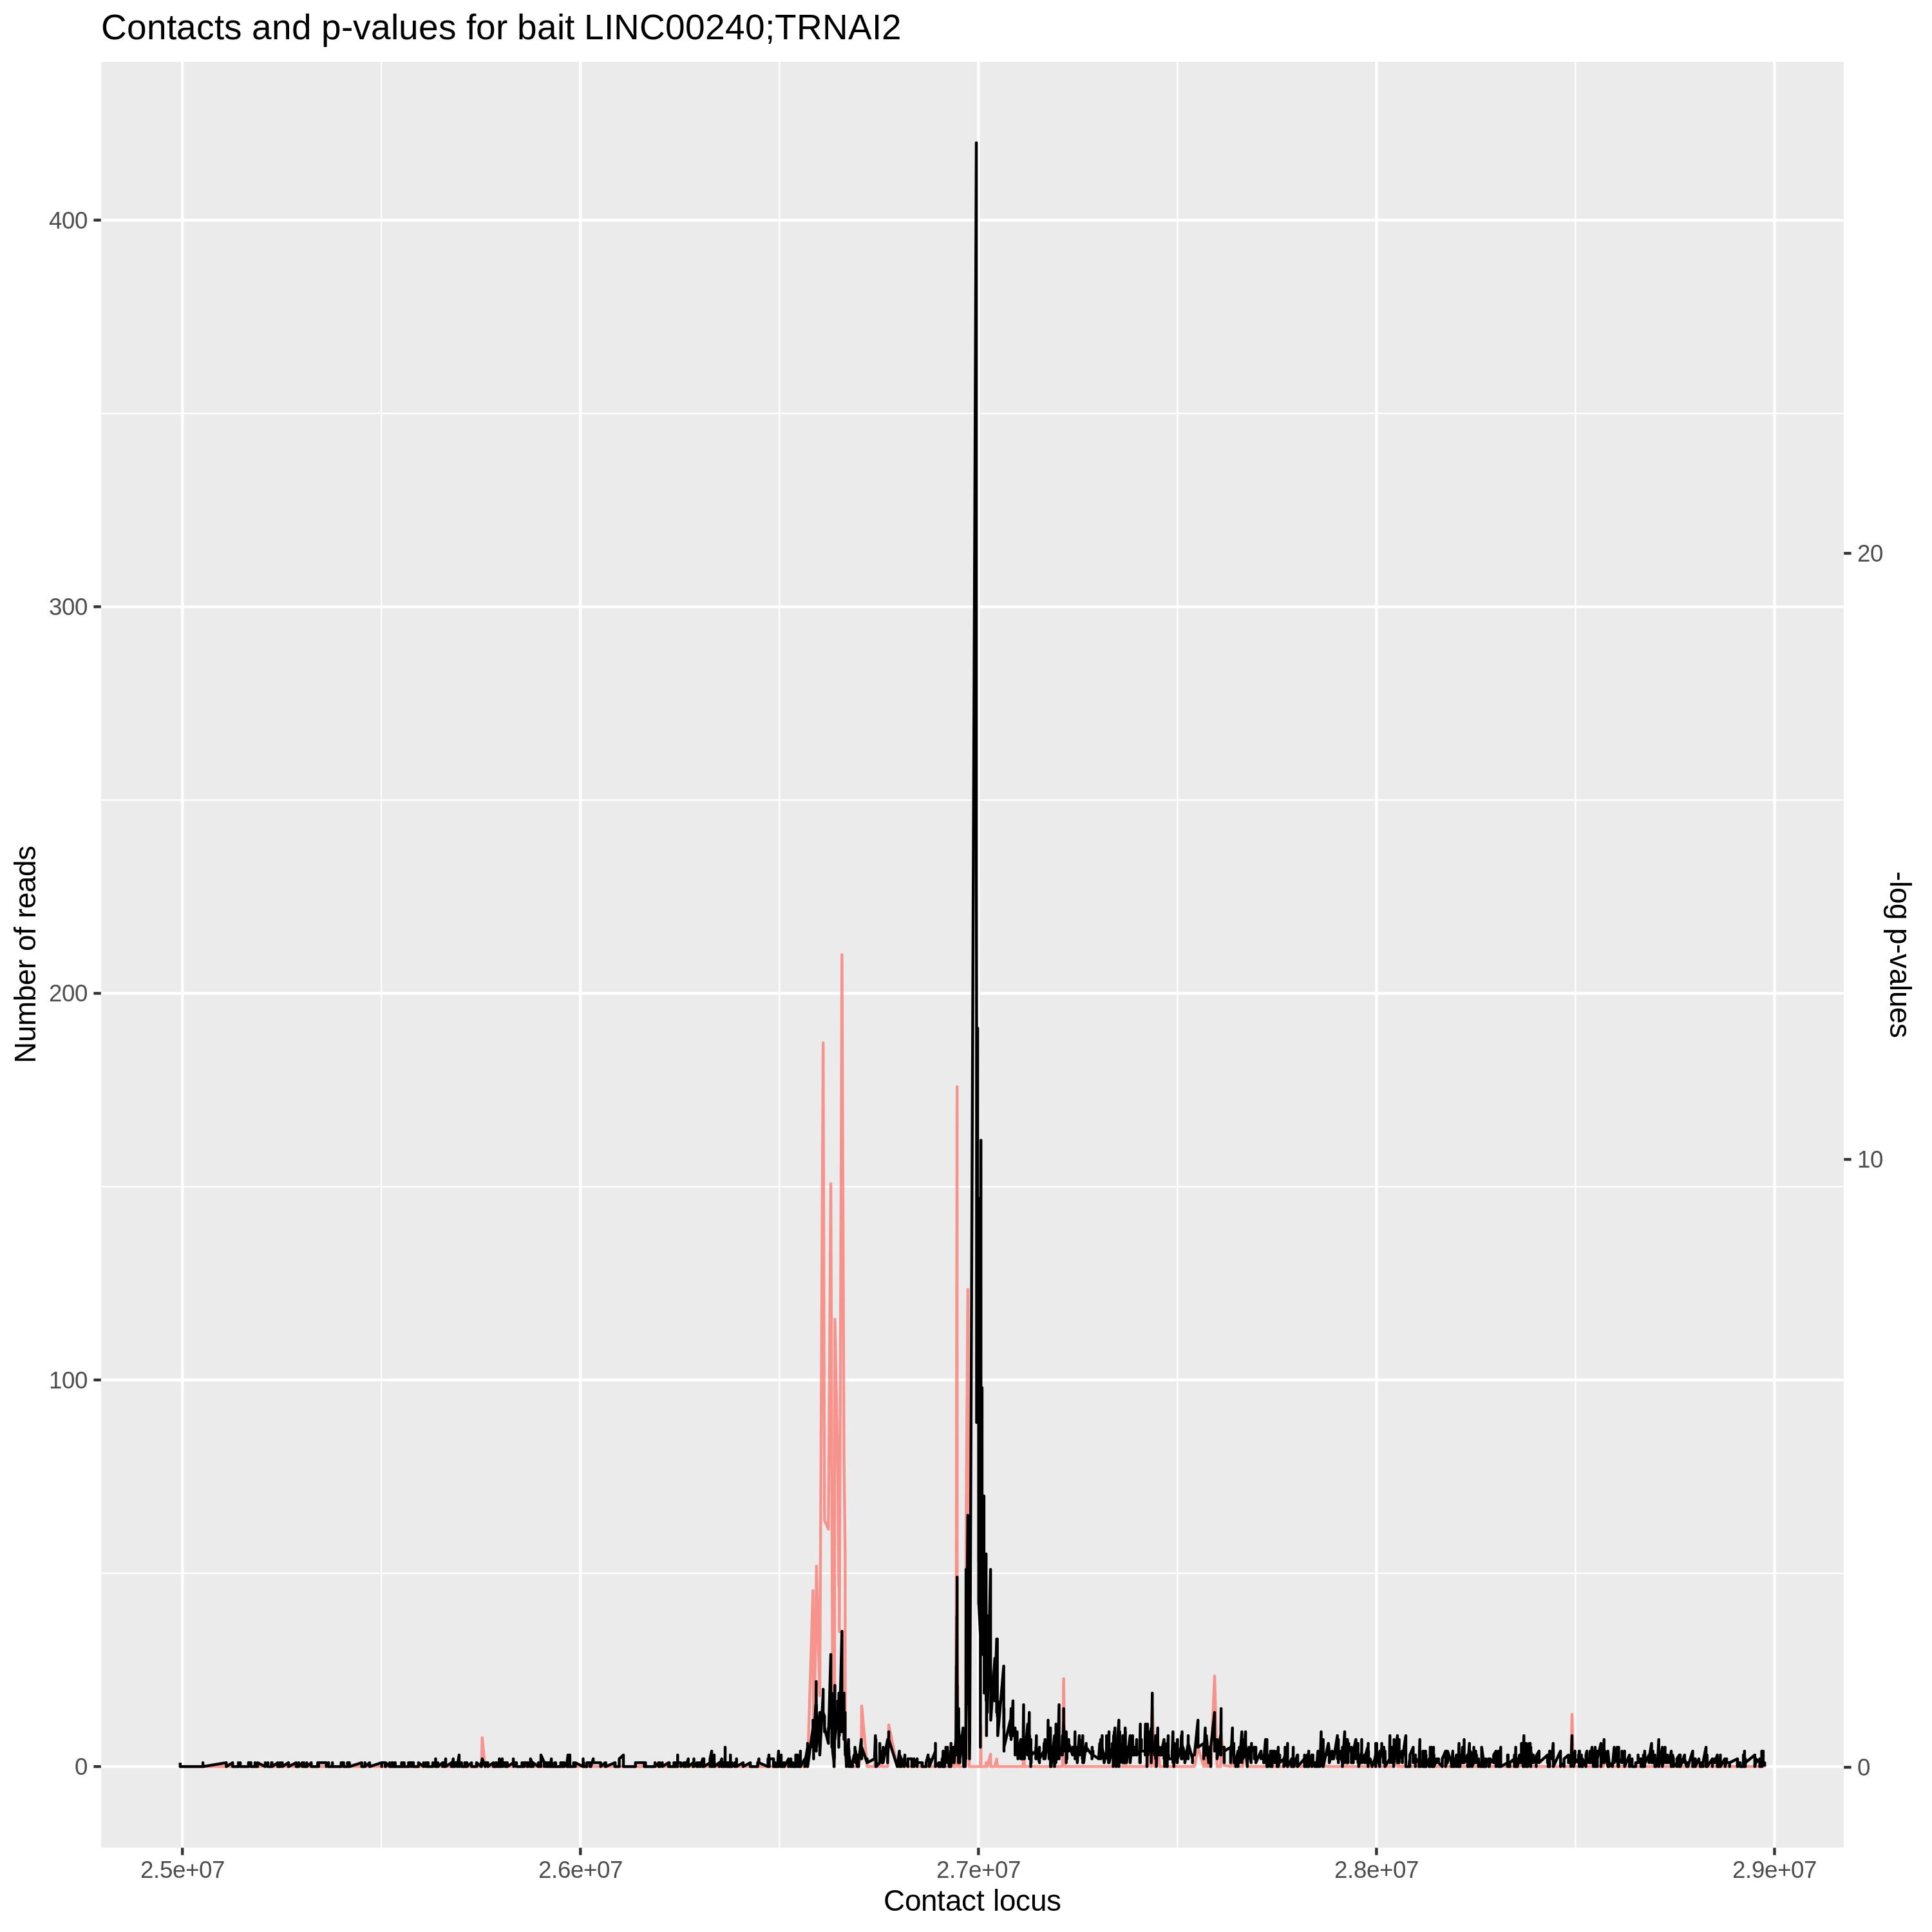 Contacts and p-values for bait LINC00240;TRNAI2
400
300
200
100
0
Number of reads
20
10
0
-log p-values
2.5e+07
2.6e+07
2.7e+07
2.8e+07
2.9e+07
Contact locus